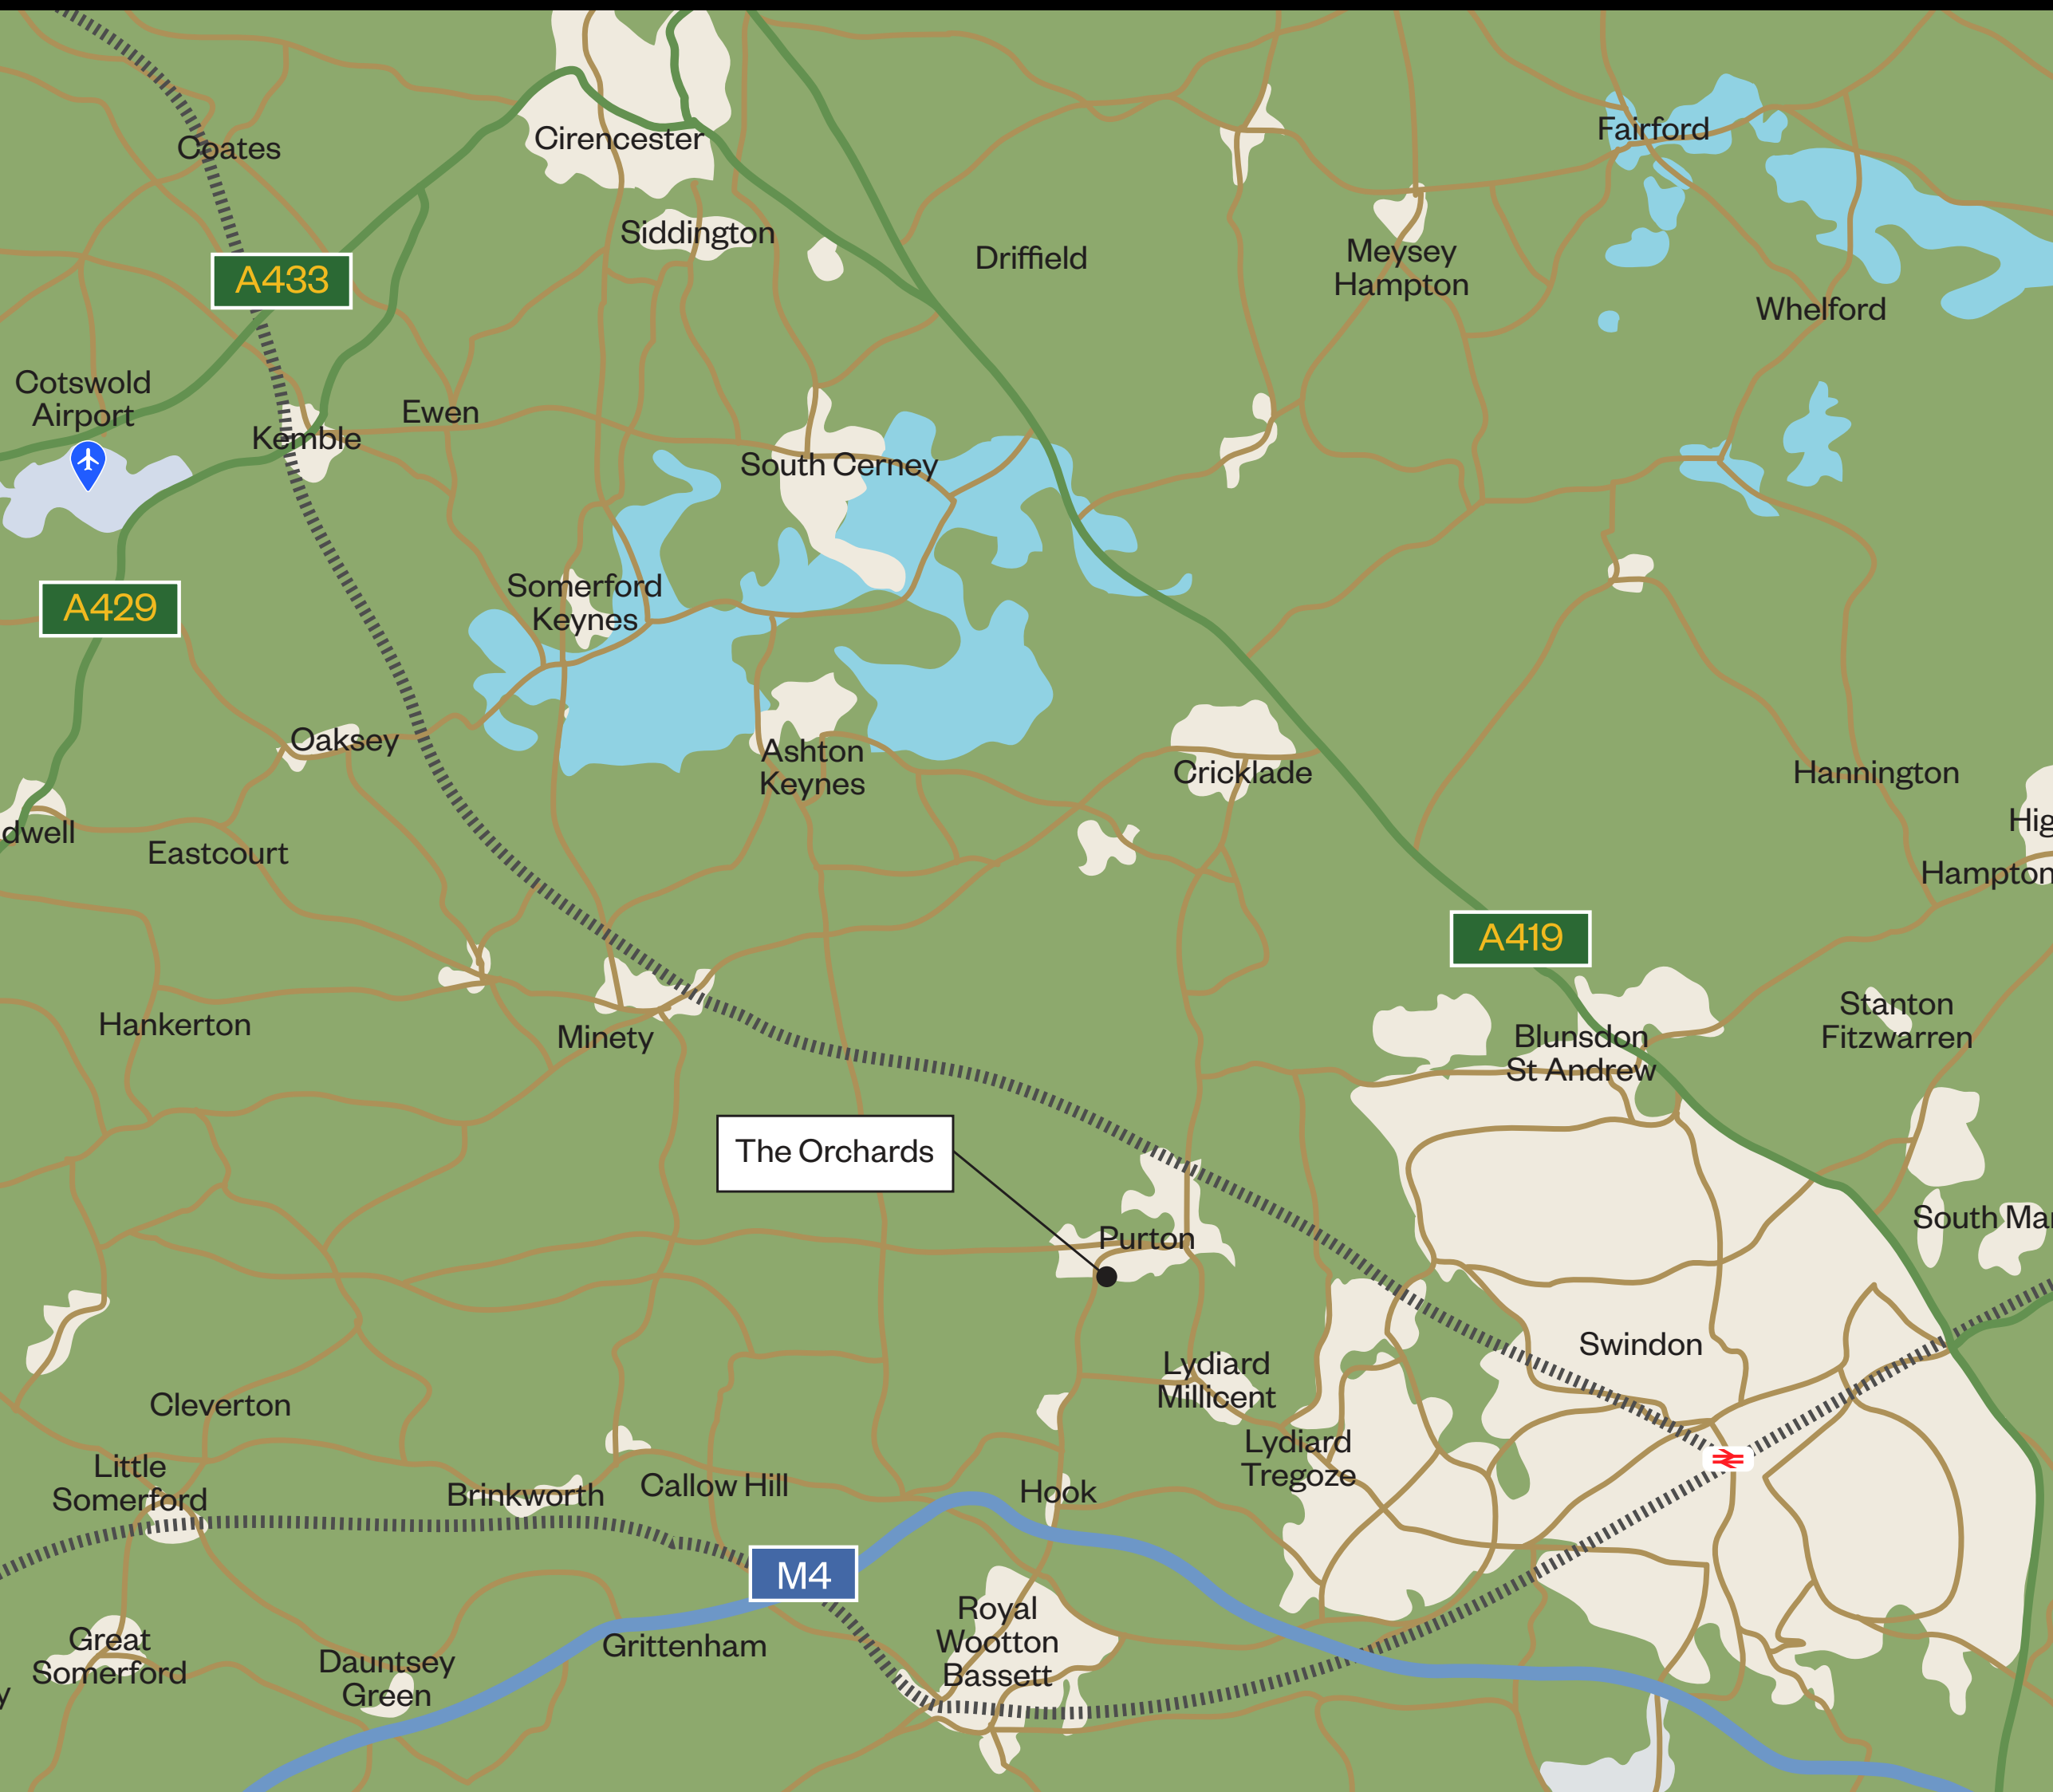 Coates
Cirencester
Fairford
Siddington
Driffield
Meysey
Hampton
A433
Whelford
Cotswold
Airport
Ewen
Kemble
South Cerney
A429
Somerford
Keynes
Oaksey
Ashton
Keynes
Cricklade
Hannington
dwell
Eastcourt
Hig
Hampton
A419
Hankerton
Minety
Blunsdon
St Andrew
Stanton
Fitzwarren
The Orchards
Purton
South Mar
Swindon
Lydiard
Millicent
Cleverton
Lydiard
Tregoze
Little
Somerford
Brinkworth
Callow Hill
Hook
M4
Royal
Wootton
Bassett
Great
Somerford
Dauntsey
Green
Grittenham
y